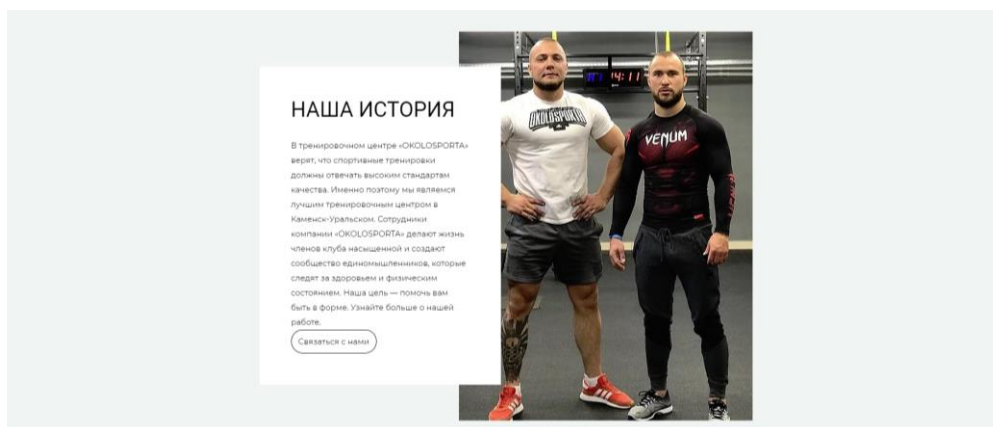 НАША ИСТОРИЯ
В тренировочном центре «OKOLOSPORTA»
верят, что спортивные тренировки
должны отвечать высоким стандартам
качества. Именно поэтому мы являемся
лучшим тренировочным центром в
Каменск-Уральском. Сотрудники
компании «OKOLOSPORTA» делают жизнь
членов клуба насыщенной и создают
сообщество единомышленников, которые
следят за здоровьем и физическим
состоянием. Наша цель — помочь вам
быть в форме. Узнайте больше о нашей
работе.
Связаться с нами
14:11
OKOLOSPORTA
VENUM